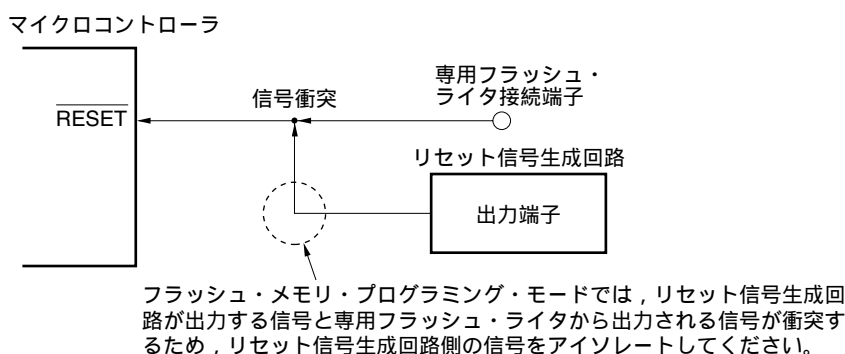 マイクロコントローラ
専用フラッシュ・
ライタ接続端子
信号衝突
RESET
リセット信号生成回路
出力端子
フラッシュ・メモリ・プログラミング・モードでは，リセット信号生成回
路が出力する信号と専用フラッシュ・ライタから出力される信号が衝突す
るため，リセット信号生成回路側の信号をアイソレートしてください。